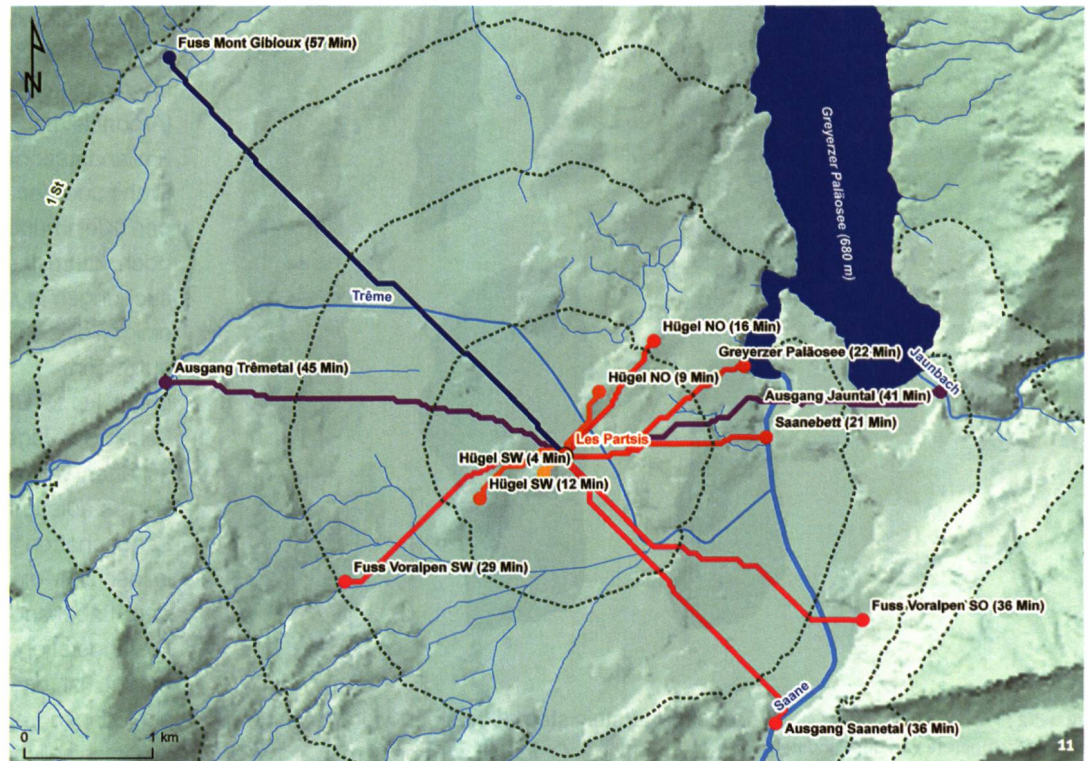 N
Fuss Mont Gibloux (57 Min)
1 St
Greyerzer Paläosee (680 m)
Trême
Hügel NO (16 Min)
Greyerzer Paläosee (22 Min)
Jaunbach
Ausgang Trêmetal (45 Min)
Hügel NO (9 Min)
Ausgang Jauntal (41 Min)
Saanebett (21 Min)
Les Partsis
Hügel SW (4 Min)
Hügel SW (12 Min)
Fuss Voralpen SW (29 Min)
Fuss Voralpen SO (36 Min)
Saane
Ausgang Saanetal (36 Min)
0 1 km
11